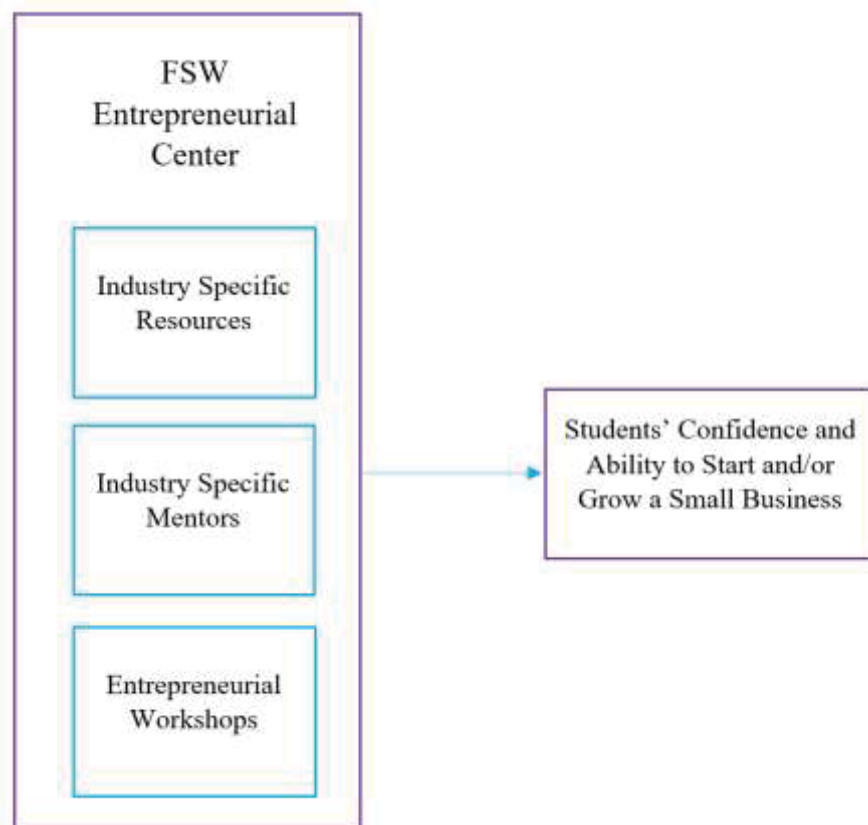 FSW
Entrepreneurial
Center
Industry Specific
Resources
Industry Specific
Mentors
Entrepreneurial
Workshops
Students’ Confidence and
Ability to Start and/or
Grow a Small Business